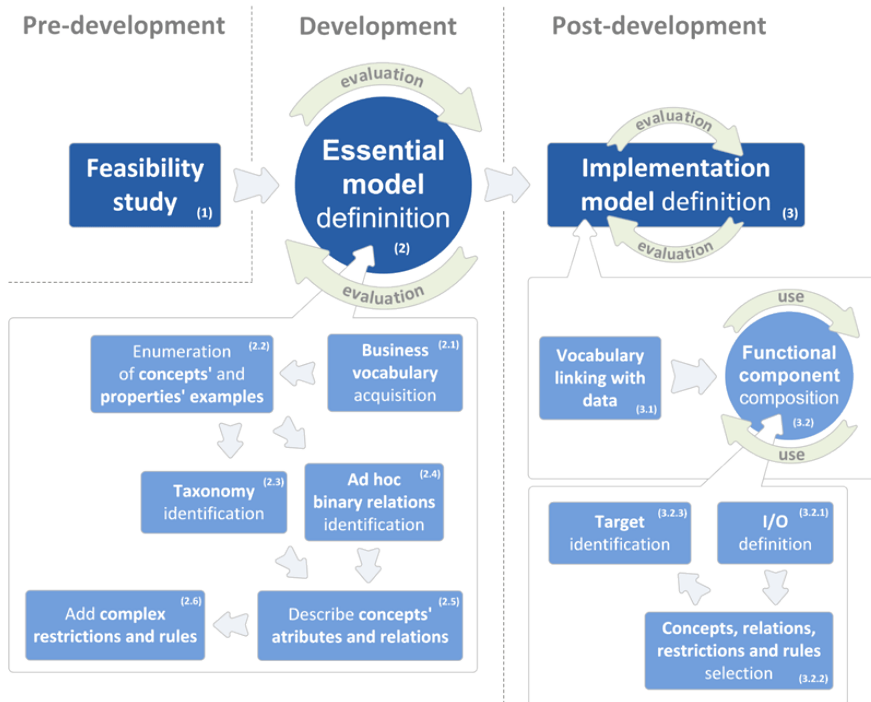 Pre-development
Development
Post-development
evaluation
Feasibility
study
(1)
Essential
model
defininition
(2)
evaluation
evaluation
Implementation
model definition
(3)
evaluation
Enumeration
of concepts' and
properties' examples
(2.2)
Business
vocabulary
acquisition
(2.1)
Taxonomy
identification
(2.3)
Ad hoc
binary relations
identification
(2.4)
Add complex
restrictions and rules
(2.6)
Describe concepts'
atributes and relations
(2.5)
use
Vocabulary
linking with
data
(3.1)
Functional
component
composition
(3.2)
use
Target
identification
(3.2.3)
I/O
definition
(3.2.1)
Concepts, relations,
restrictions and rules
selection
(3.2.2)